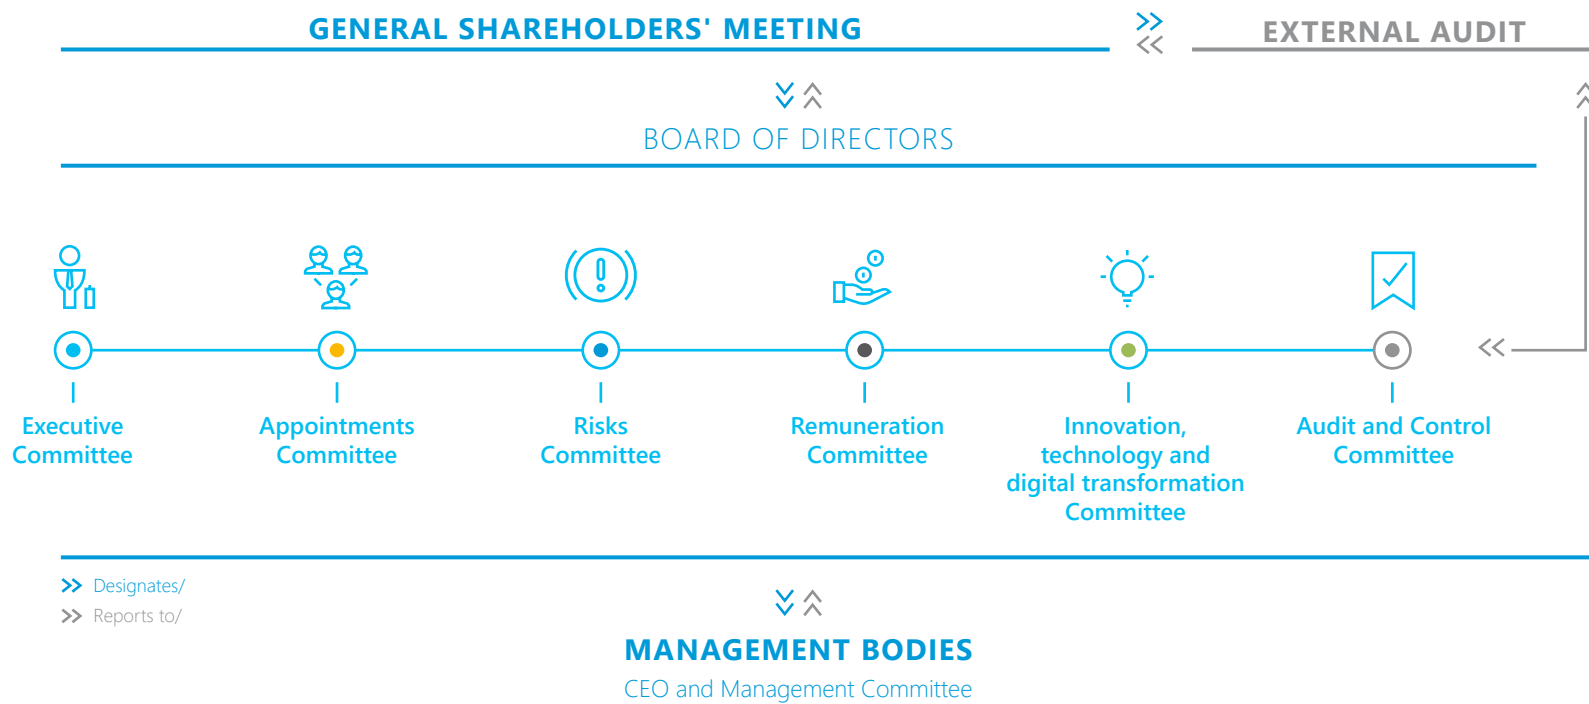 GENERAL SHAREHOLDERS' MEETING
EXTERNAL AUDIT
BOARD OF DIRECTORS
Executive
Committee
Appointments
Committee
Risks
Committee
Remuneration
Committee
Innovation,
technology and
digital transformation
Committee
Audit and Control
Committee
Designates/
Reports to/
MANAGEMENT BODIES
CEO and Management Committee